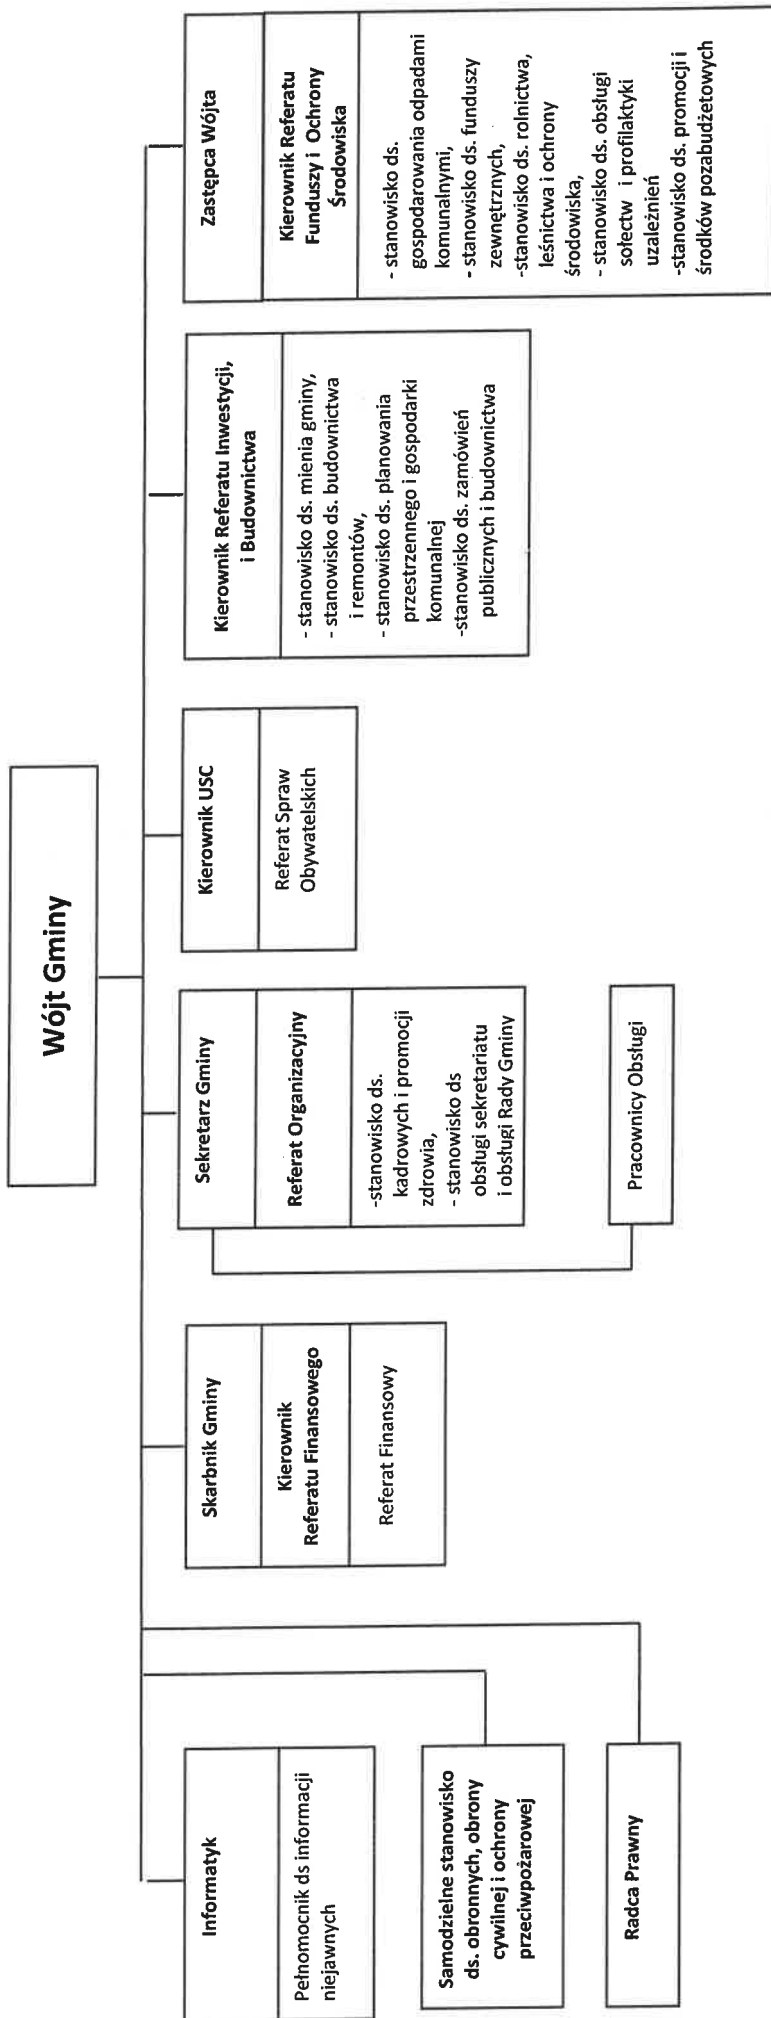 Wójt Gminy
Informatyk
Pełnomocnik ds informacji
niejawnych
Samodzielne stanowisko
ds. obronnych, obrony
cywilnej i ochrony
przeciwpożarowej
Radca Prawny
Skarbnik Gminy
Kierownik
Referatu Finansowego
Referat Finansowy
Sekretarz Gminy
Referat Organizacyjny
-stanowisko ds.
kadrowych i promocji
zdrowia,
- stanowisko ds
obsługi sekretariatu
i obsługi Rady Gminy
Pracownicy Obsługi
Kierownik USC
Referat Spraw
Obywatelskich
Kierownik Referatu Inwestycji,
i Budownictwa
- stanowisko ds. mienia gminy,
- stanowisko ds. budownictwa
i remontów,
- stanowisko ds. planowania
przestrzennego i gospodarki
komunalnej
-stanowisko ds. zamówień
publicznych i budownictwa
Zastępca Wójta
Kierownik Referatu
Funduszy i Ochrony
Środowiska
- stanowisko ds.
gospodarowania odpadami
komunalnymi,
- stanowisko ds. funduszy
zewnętrznych,
-stanowisko ds. rolnictwa,
leśnictwa i ochrony
środowiska,
- stanowisko ds. obsługi
sołectw i profilaktyki
uzależnień
-stanowisko ds. promocji i
środków pozabudżetowych